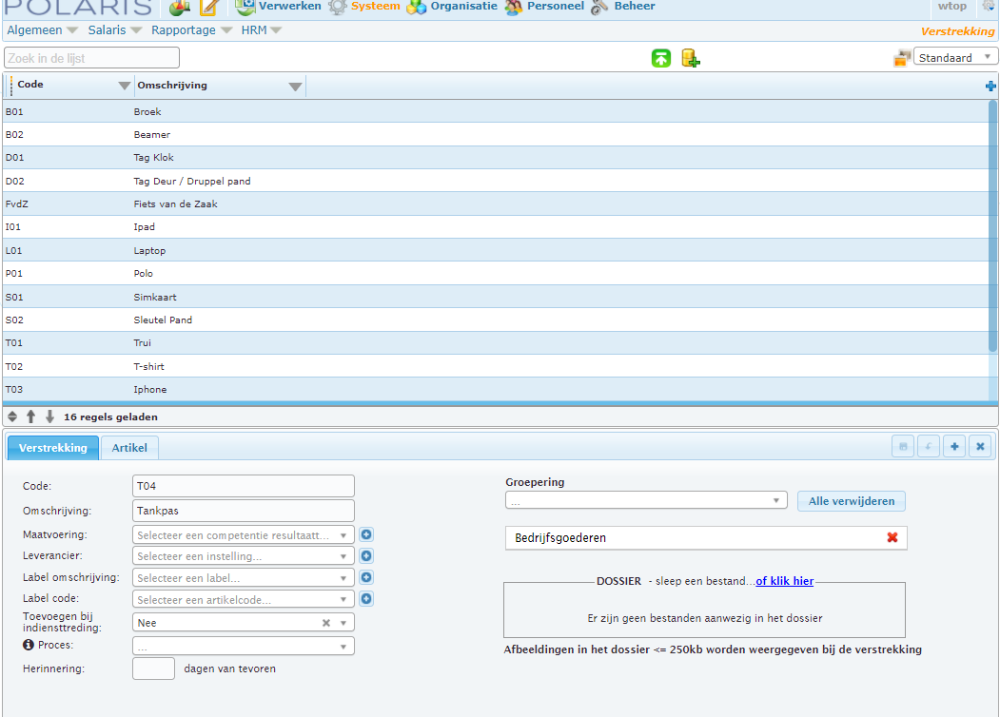 POLARIS Verwerken Systeem Organisatie Personeel Beheer wtop
Algemeen Salaris Rapportage HRM Verstrekking
Zoek in de lijst Standaard
Code Omschrijving
B01 Broek
B02 Beamer
D01 Tag Klok
D02 Tag Deur / Druppel pand
FvdZ Fiets van de Zaak
I01 Ipad
L01 Laptop
P01 Polo
S01 Simkaart
S02 Sleutel Pand
T01 Trui
T02 T-shirt
T03 Iphone
16 regels geladen
Verstrekking Artikel
Code: T04
Omschrijving: Tankpas
Maatvoering: Selecteer een competentie resultaatt...
Leverancier: Selecteer een instelling...
Label omschrijving: Selecteer een label...
Label code: Selecteer een artikelcode...
Toevoegen bij
indiensttreding: Nee
Proces: ...
Herinnering: dagen van tevoren
Groepering
... Alle verwijderen
Bedrijfsgoederen
DOSSIER - sleep een bestand...of klik hier
Er zijn geen bestanden aanwezig in het dossier
Afbeeldingen in het dossier <= 250kb worden weergegeven bij de verstrekking